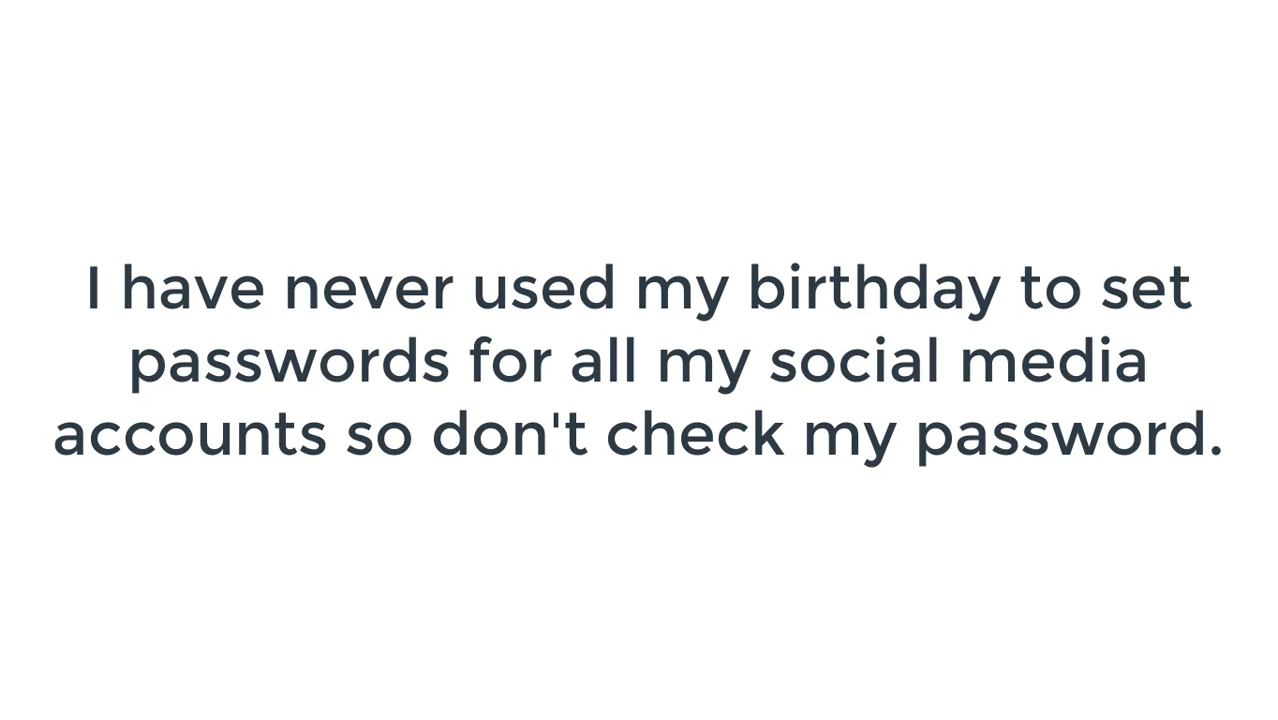 I have never used my birthday to set
passwords for all my social media
accounts so don't check my password.